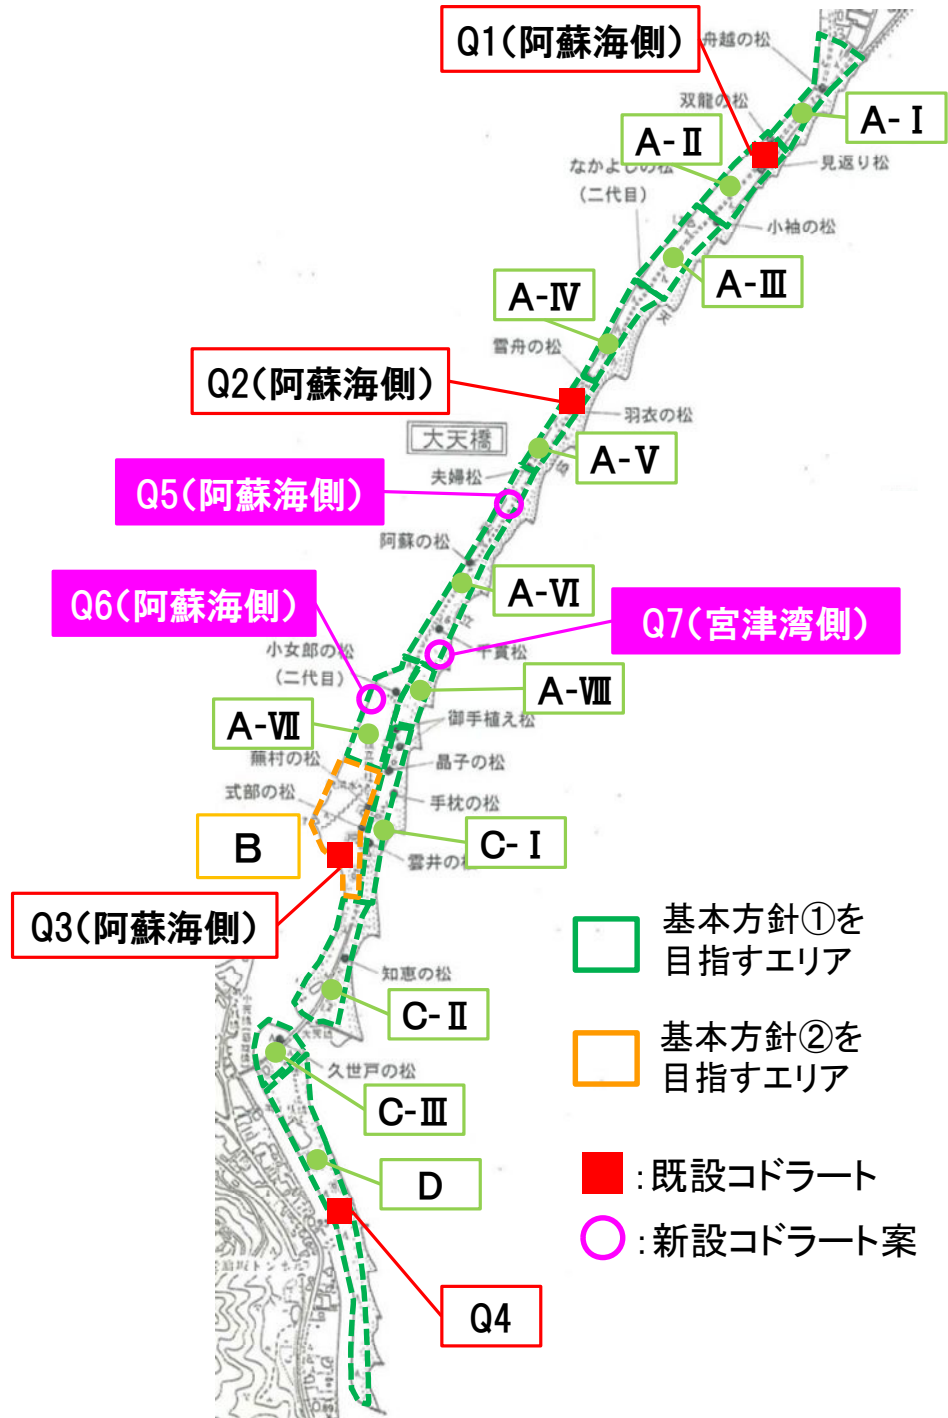 Q1(阿蘇海側)
舟越の松
双龍の松
A-Ⅰ
A-Ⅱ
見返り松
なかよしの松
(二代目)
小袖の松
A-Ⅲ
A-Ⅳ
雪舟の松
Q2(阿蘇海側)
羽衣の松
大天橋
A-Ⅴ
夫婦松
Q5(阿蘇海側)
阿蘇の松
A-Ⅵ
Q6(阿蘇海側)
Q7(宮津湾側)
千貫松
小女郎の松
(二代目)
A-Ⅷ
A-Ⅶ
御手植え松
蕪村の松
晶子の松
式部の松
手枕の松
B
C-Ⅰ
雲井の松
Q3(阿蘇海側)
基本方針①を
目指すエリア
知恵の松
C-Ⅱ
基本方針②を
目指すエリア
久世戸の松
C-Ⅲ
D
:既設コドラート
:新設コドラート案
Q4